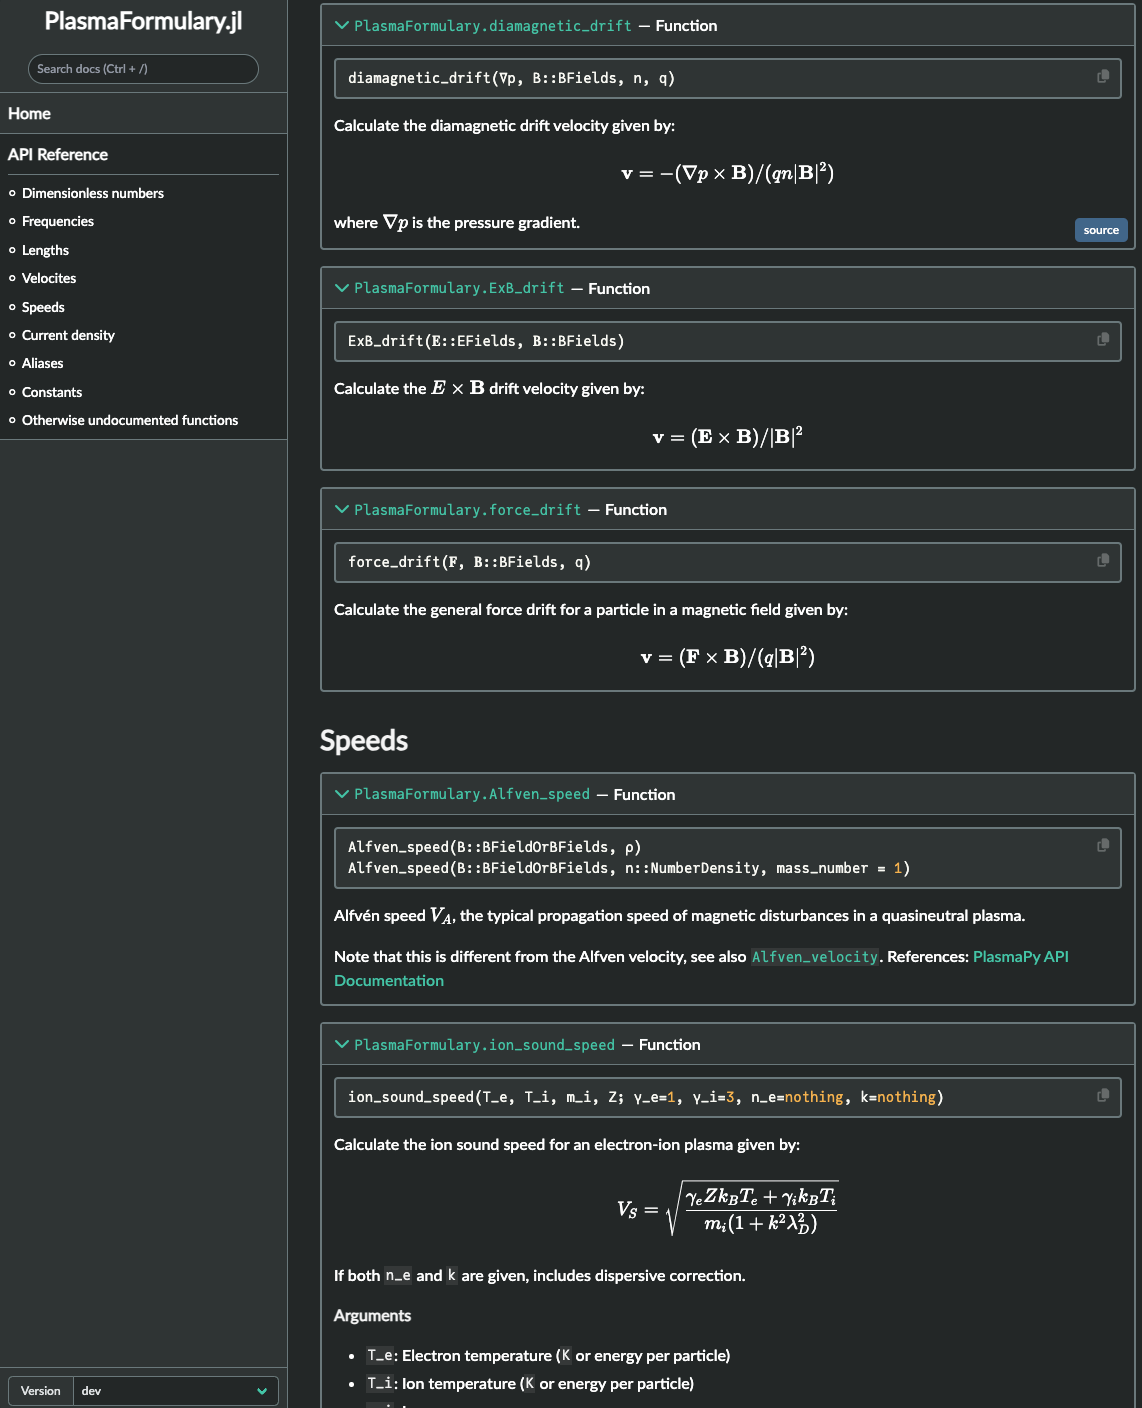 PlasmaFormulary.jl
Search docs (Ctrl + /)
Home
API Reference
Dimensionless numbers
Frequencies
Lengths
Velocites
Speeds
Current density
Aliases
Constants
Otherwise undocumented functions
Version dev
PlasmaFormulary.diamagnetic_drift — Function
diamagnetic_drift(∇p, B::BFields, n, q)
Calculate the diamagnetic drift velocity given by:
v = −(∇p × B)/(qn|B|²)
where ∇p is the pressure gradient.
source
PlasmaFormulary.ExB_drift — Function
ExB_drift(E::EFields, B::BFields)
Calculate the E × B drift velocity given by:
v = (E × B)/|B|²
PlasmaFormulary.force_drift — Function
force_drift(F, B::BFields, q)
Calculate the general force drift for a particle in a magnetic field given by:
v = (F × B)/(q|B|²)
Speeds
PlasmaFormulary.Alfven_speed — Function
Alfven_speed(B::BFieldOrBFields, ρ)
Alfven_speed(B::BFieldOrBFields, n::NumberDensity, mass_number = 1)
Alfvén speed V_A, the typical propagation speed of magnetic disturbances in a quasineutral plasma.
Note that this is different from the Alfven velocity, see also Alfven_velocity. References: PlasmaPy API
Documentation
PlasmaFormulary.ion_sound_speed — Function
ion_sound_speed(T_e, T_i, m_i, Z; γ_e=1, γ_i=3, n_e=nothing, k=nothing)
Calculate the ion sound speed for an electron-ion plasma given by:
V_S = √((γ_e Z k_B T_e + γ_i k_B T_i)/(m_i(1 + k²λ_D²)))
If both n_e and k are given, includes dispersive correction.
Arguments
T_e: Electron temperature (K or energy per particle)
T_i: Ion temperature (K or energy per particle)